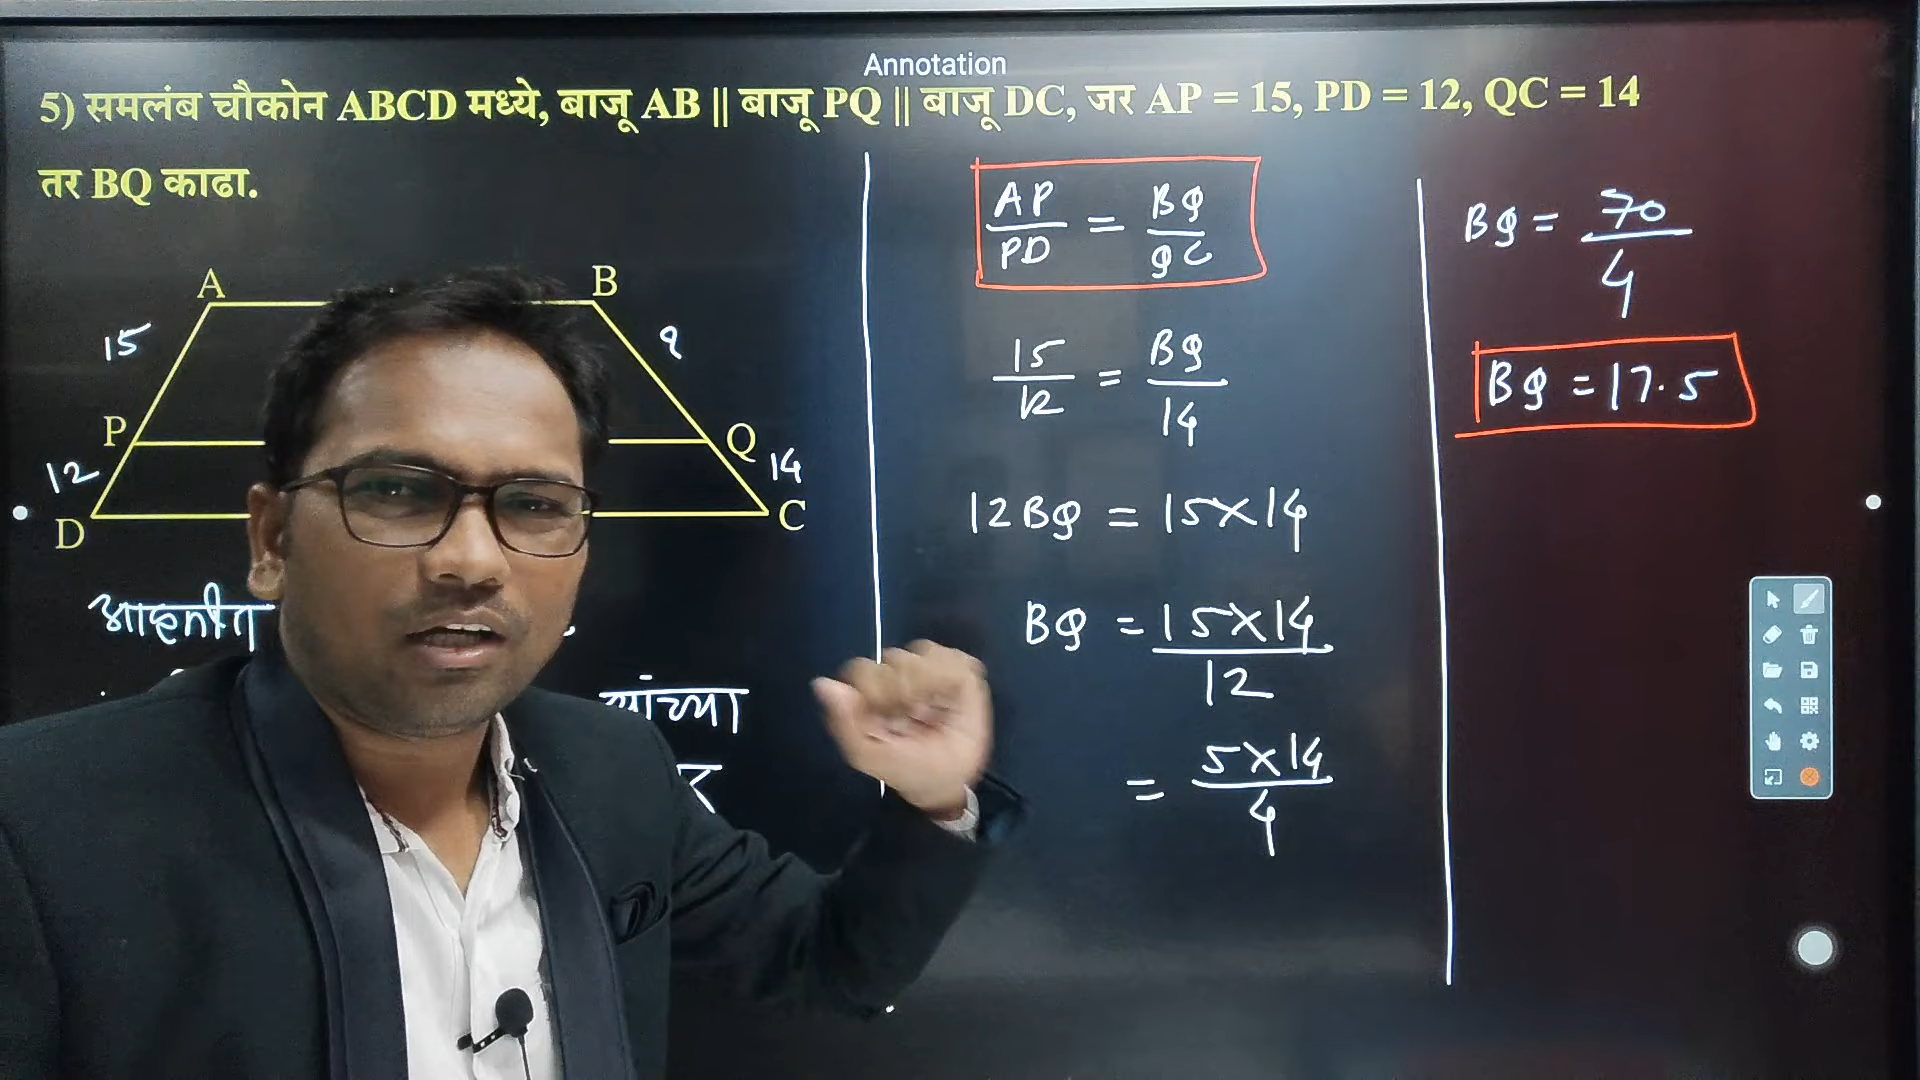 Annotation
5) समलंब चौकोन ABCD मध्ये, बाजू AB || बाजू PQ || बाजू DC, जर AP = 15, PD = 12, QC = 14
तर BQ काढा.
A B
15 ?
P Q
12 14
D C
यांच्या
AP/PD = BQ/QC
15/12 = BQ/14
12BQ = 15×14
BQ = 15×14/12
= 5×14/4
BQ = 70/4
BQ = 17.5